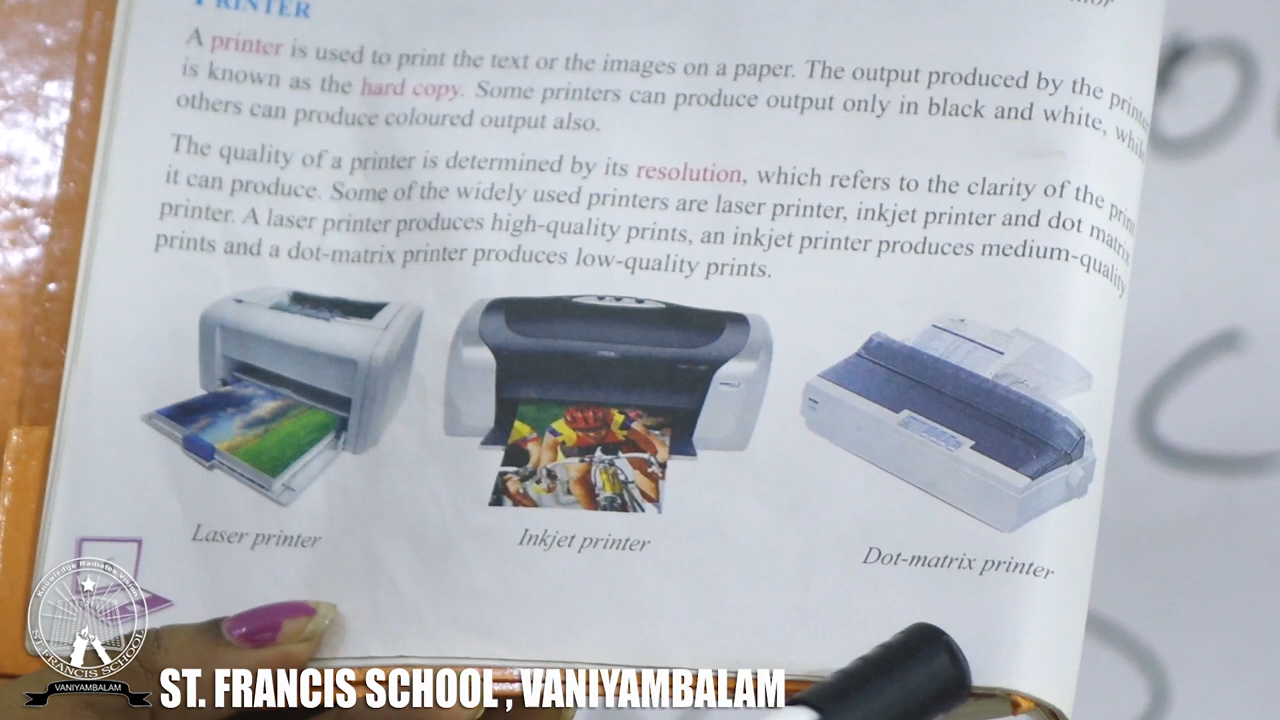 PRINTER
A printer is used to print the text or the images on a paper. The output produced by the
is known as the hard copy. Some printers can produce output only in black and white, while
others can produce coloured output also.
The quality of a printer is determined by its resolution, which refers to the clarity of the
it can produce. Some of the widely used printers are laser printer, inkjet printer and dot matrix
printer. A laser printer produces high-quality prints, an inkjet printer produces medium-quality
prints and a dot-matrix printer produces low-quality prints.
Laser printer
Inkjet printer
Dot-matrix printer
Knowledge Radiates Vision
ST. FRANCIS SCHOOL
VANIYAMBALAM
ST. FRANCIS SCHOOL, VANIYAMBALAM